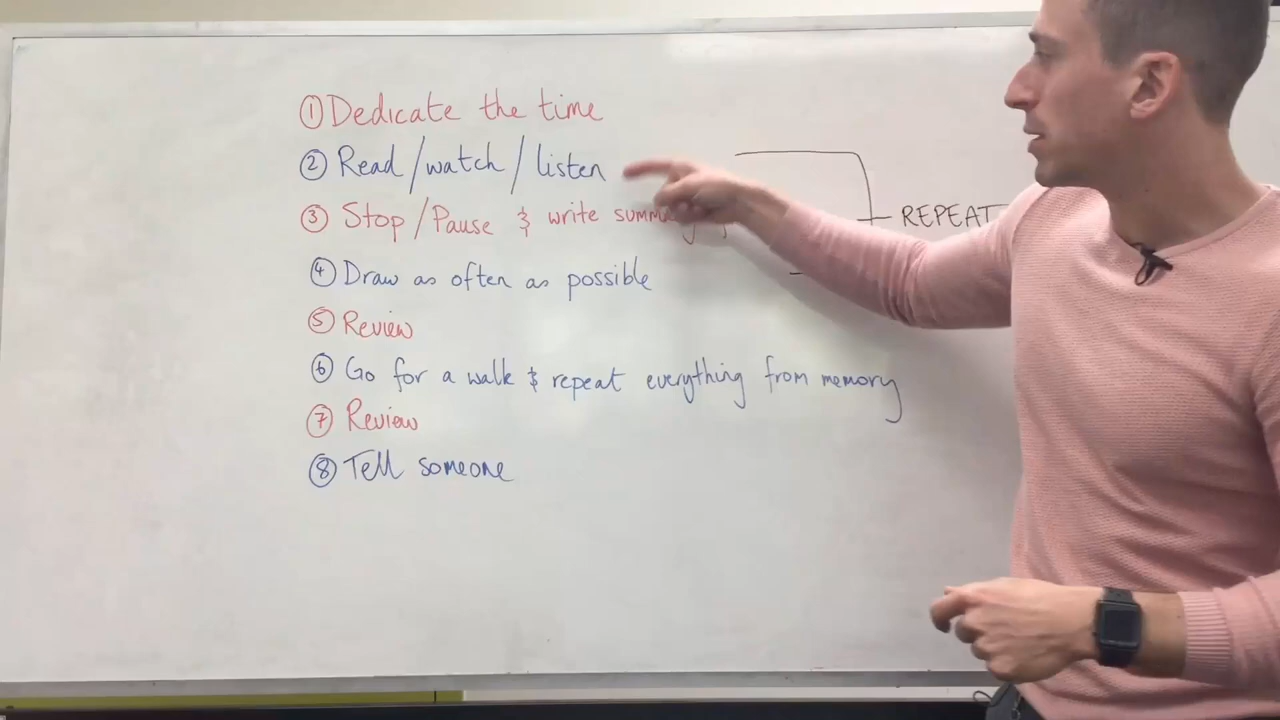 ① Dedicate the time
② Read / watch / listen
③ Stop / Pause & write
④ Draw as often as possible
⑤ Review
⑥ Go for a walk & repeat everything from memory
⑦ Review
⑧ Tell someone
REPEAT